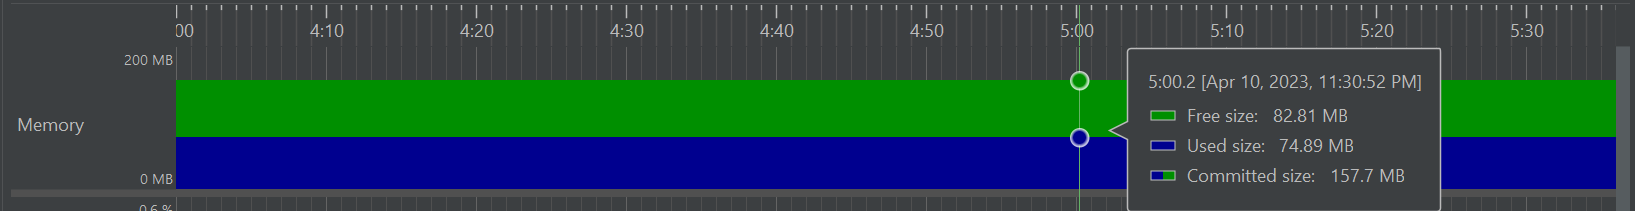 00 4:10 4:20 4:30 4:40 4:50 5:00 5:10 5:20 5:30
200 MB
5:00.2 [Apr 10, 2023, 11:30:52 PM]
Free size: 82.81 MB
Memory
Used size: 74.89 MB
Committed size: 157.7 MB
0 MB
0.6 %